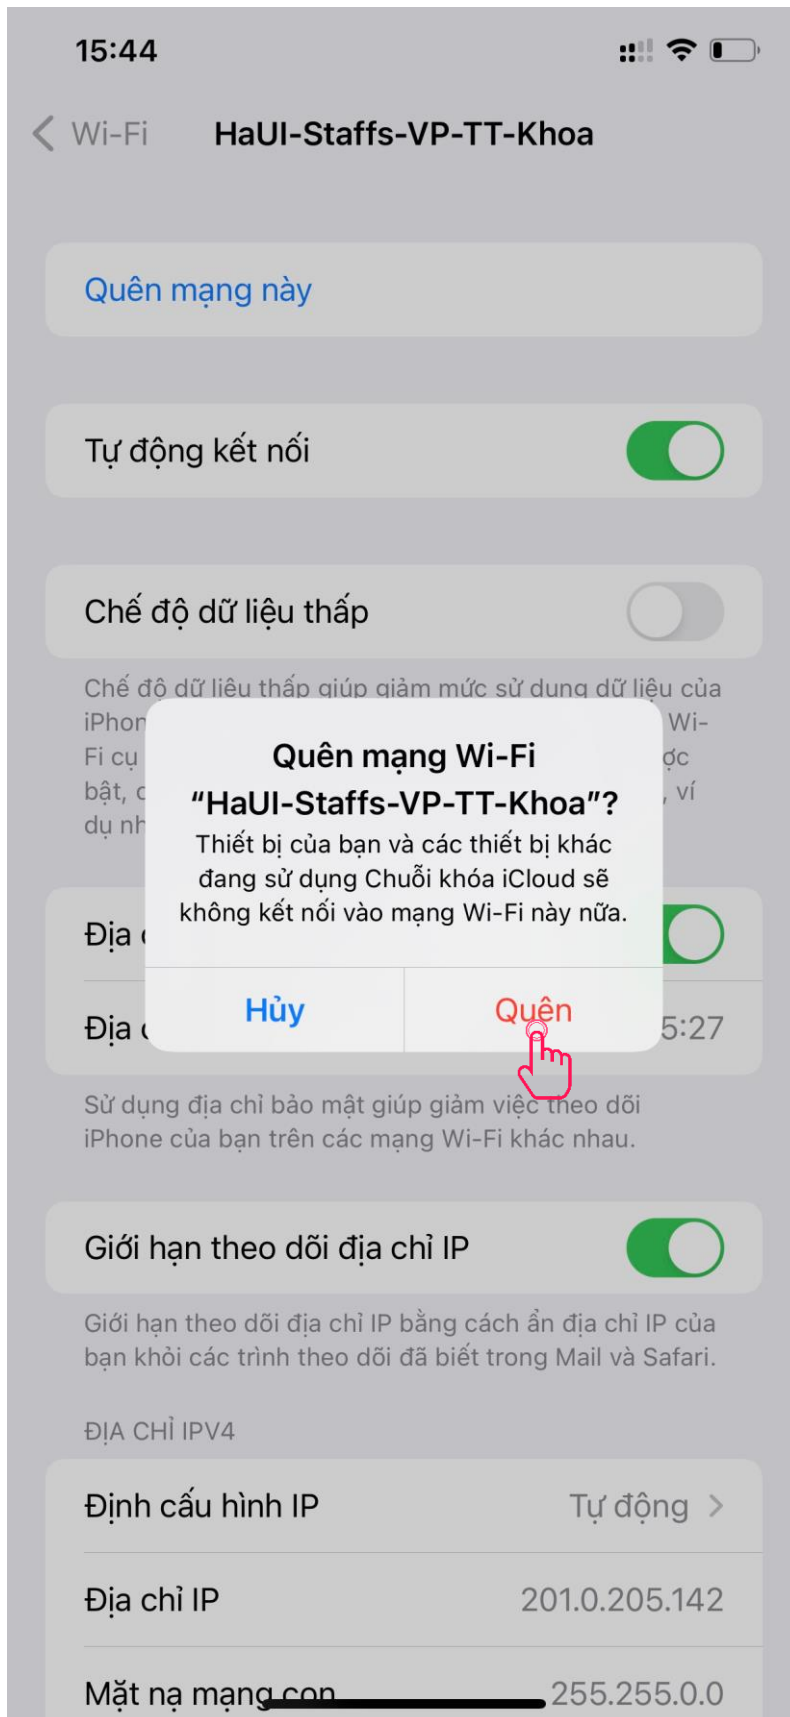 15:44
Wi-Fi HaUI-Staffs-VP-TT-Khoa
Quên mạng này
Tự động kết nối
Chế độ dữ liệu thấp
Chế độ dữ liệu thấp giúp giảm mức sử dụng dữ liệu của
Wi-
Fi cụ
bật,
, ví
Quên mạng Wi-Fi
“HaUI-Staffs-VP-TT-Khoa”?
Thiết bị của bạn và các thiết bị khác
đang sử dụng Chuỗi khóa iCloud sẽ
không kết nối vào mạng Wi-Fi này nữa.
Hủy Quên
Địa
Địa 5:27
Sử dụng địa chỉ bảo mật giúp giảm việc theo dõi
iPhone của bạn trên các mạng Wi-Fi khác nhau.
Giới hạn theo dõi địa chỉ IP
Giới hạn theo dõi địa chỉ IP bằng cách ẩn địa chỉ IP của
bạn khỏi các trình theo dõi đã biết trong Mail và Safari.
ĐỊA CHỈ IPV4
Định cấu hình IP Tự động
Địa chỉ IP 201.0.205.142
Mặt nạ mạng con 255.255.0.0